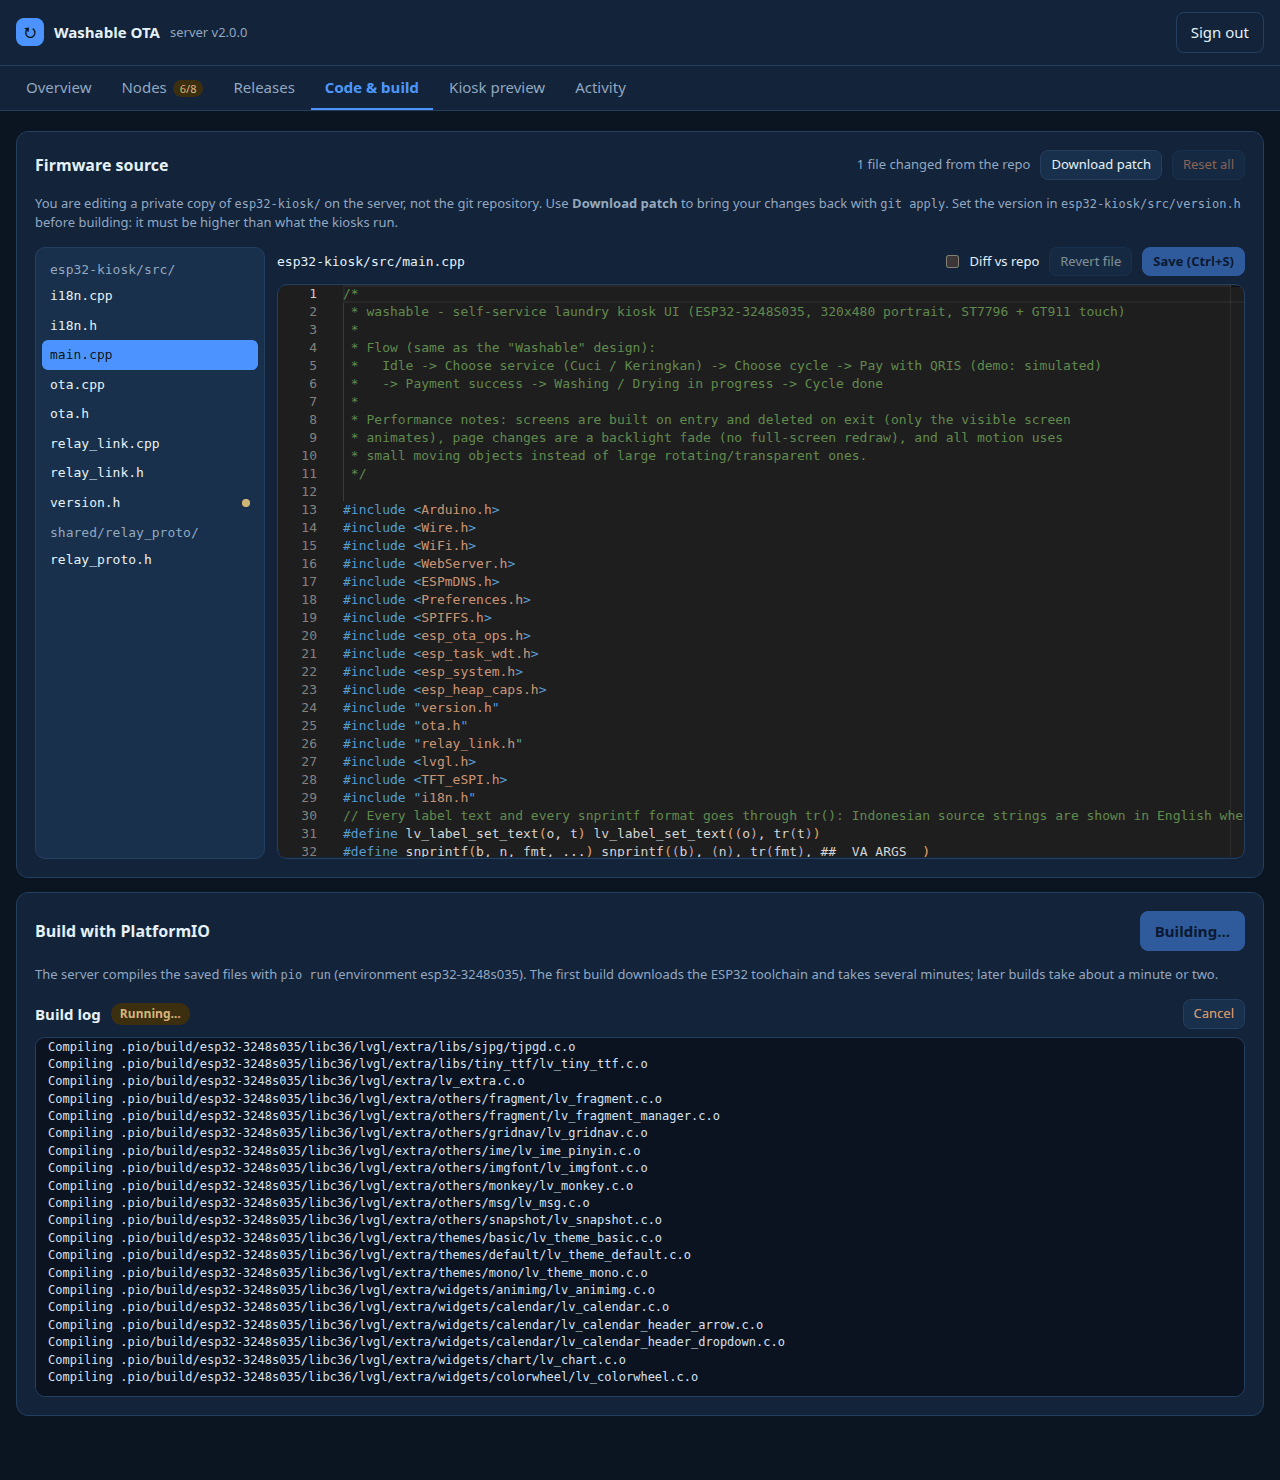 Washable OTA server v2.0.0
Sign out
Overview Nodes 6/8 Releases Code & build Kiosk preview Activity
Firmware source
1 file changed from the repo Download patch Reset all
You are editing a private copy of esp32-kiosk/ on the server, not the git repository. Use Download patch to bring your changes back with git apply. Set the version in esp32-kiosk/src/version.h
before building: it must be higher than what the kiosks run.
esp32-kiosk/src/
i18n.cpp
i18n.h
main.cpp
ota.cpp
ota.h
relay_link.cpp
relay_link.h
version.h
shared/relay_proto/
relay_proto.h
esp32-kiosk/src/main.cpp
Diff vs repo Revert file Save (Ctrl+S)
1 /*
2  * washable - self-service laundry kiosk UI (ESP32-3248S035, 320x480 portrait, ST7796 + GT911 touch)
3  *
4  * Flow (same as the "Washable" design):
5  *   Idle -> Choose service (Cuci / Keringkan) -> Choose cycle -> Pay with QRIS (demo: simulated)
6  *   -> Payment success -> Washing / Drying in progress -> Cycle done
7  *
8  * Performance notes: screens are built on entry and deleted on exit (only the visible screen
9  * animates), page changes are a backlight fade (no full-screen redraw), and all motion uses
10  * small moving objects instead of large rotating/transparent ones.
11  */
12
13 #include <Arduino.h>
14 #include <Wire.h>
15 #include <WiFi.h>
16 #include <WebServer.h>
17 #include <ESPmDNS.h>
18 #include <Preferences.h>
19 #include <SPIFFS.h>
20 #include <esp_ota_ops.h>
21 #include <esp_task_wdt.h>
22 #include <esp_system.h>
23 #include <esp_heap_caps.h>
24 #include "version.h"
25 #include "ota.h"
26 #include "relay_link.h"
27 #include <lvgl.h>
28 #include <TFT_eSPI.h>
29 #include "i18n.h"
30 // Every label text and every snprintf format goes through tr(): Indonesian source strings are shown in English whe
31 #define lv_label_set_text(o, t) lv_label_set_text((o), tr(t))
32 #define snprintf(b, n, fmt, ...) snprintf((b), (n), tr(fmt), ##__VA_ARGS__)
Build with PlatformIO
Building…
The server compiles the saved files with pio run (environment esp32-3248s035). The first build downloads the ESP32 toolchain and takes several minutes; later builds take about a minute or two.
Build log Running…
Cancel
Compiling .pio/build/esp32-3248s035/libc36/lvgl/extra/libs/sjpg/tjpgd.c.o
Compiling .pio/build/esp32-3248s035/libc36/lvgl/extra/libs/tiny_ttf/lv_tiny_ttf.c.o
Compiling .pio/build/esp32-3248s035/libc36/lvgl/extra/lv_extra.c.o
Compiling .pio/build/esp32-3248s035/libc36/lvgl/extra/others/fragment/lv_fragment.c.o
Compiling .pio/build/esp32-3248s035/libc36/lvgl/extra/others/fragment/lv_fragment_manager.c.o
Compiling .pio/build/esp32-3248s035/libc36/lvgl/extra/others/gridnav/lv_gridnav.c.o
Compiling .pio/build/esp32-3248s035/libc36/lvgl/extra/others/ime/lv_ime_pinyin.c.o
Compiling .pio/build/esp32-3248s035/libc36/lvgl/extra/others/imgfont/lv_imgfont.c.o
Compiling .pio/build/esp32-3248s035/libc36/lvgl/extra/others/monkey/lv_monkey.c.o
Compiling .pio/build/esp32-3248s035/libc36/lvgl/extra/others/msg/lv_msg.c.o
Compiling .pio/build/esp32-3248s035/libc36/lvgl/extra/others/snapshot/lv_snapshot.c.o
Compiling .pio/build/esp32-3248s035/libc36/lvgl/extra/themes/basic/lv_theme_basic.c.o
Compiling .pio/build/esp32-3248s035/libc36/lvgl/extra/themes/default/lv_theme_default.c.o
Compiling .pio/build/esp32-3248s035/libc36/lvgl/extra/themes/mono/lv_theme_mono.c.o
Compiling .pio/build/esp32-3248s035/libc36/lvgl/extra/widgets/animimg/lv_animimg.c.o
Compiling .pio/build/esp32-3248s035/libc36/lvgl/extra/widgets/calendar/lv_calendar.c.o
Compiling .pio/build/esp32-3248s035/libc36/lvgl/extra/widgets/calendar/lv_calendar_header_arrow.c.o
Compiling .pio/build/esp32-3248s035/libc36/lvgl/extra/widgets/calendar/lv_calendar_header_dropdown.c.o
Compiling .pio/build/esp32-3248s035/libc36/lvgl/extra/widgets/chart/lv_chart.c.o
Compiling .pio/build/esp32-3248s035/libc36/lvgl/extra/widgets/colorwheel/lv_colorwheel.c.o